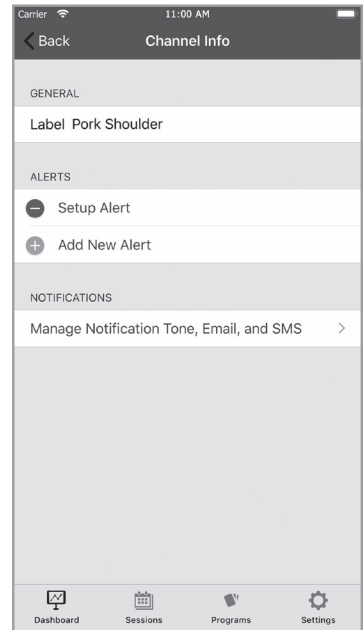 Carrier 11:00 AM
Back Channel Info
GENERAL
Label Pork Shoulder
ALERTS
Setup Alert
Add New Alert
NOTIFICATIONS
Manage Notification Tone, Email, and SMS
Dashboard Sessions Programs Settings